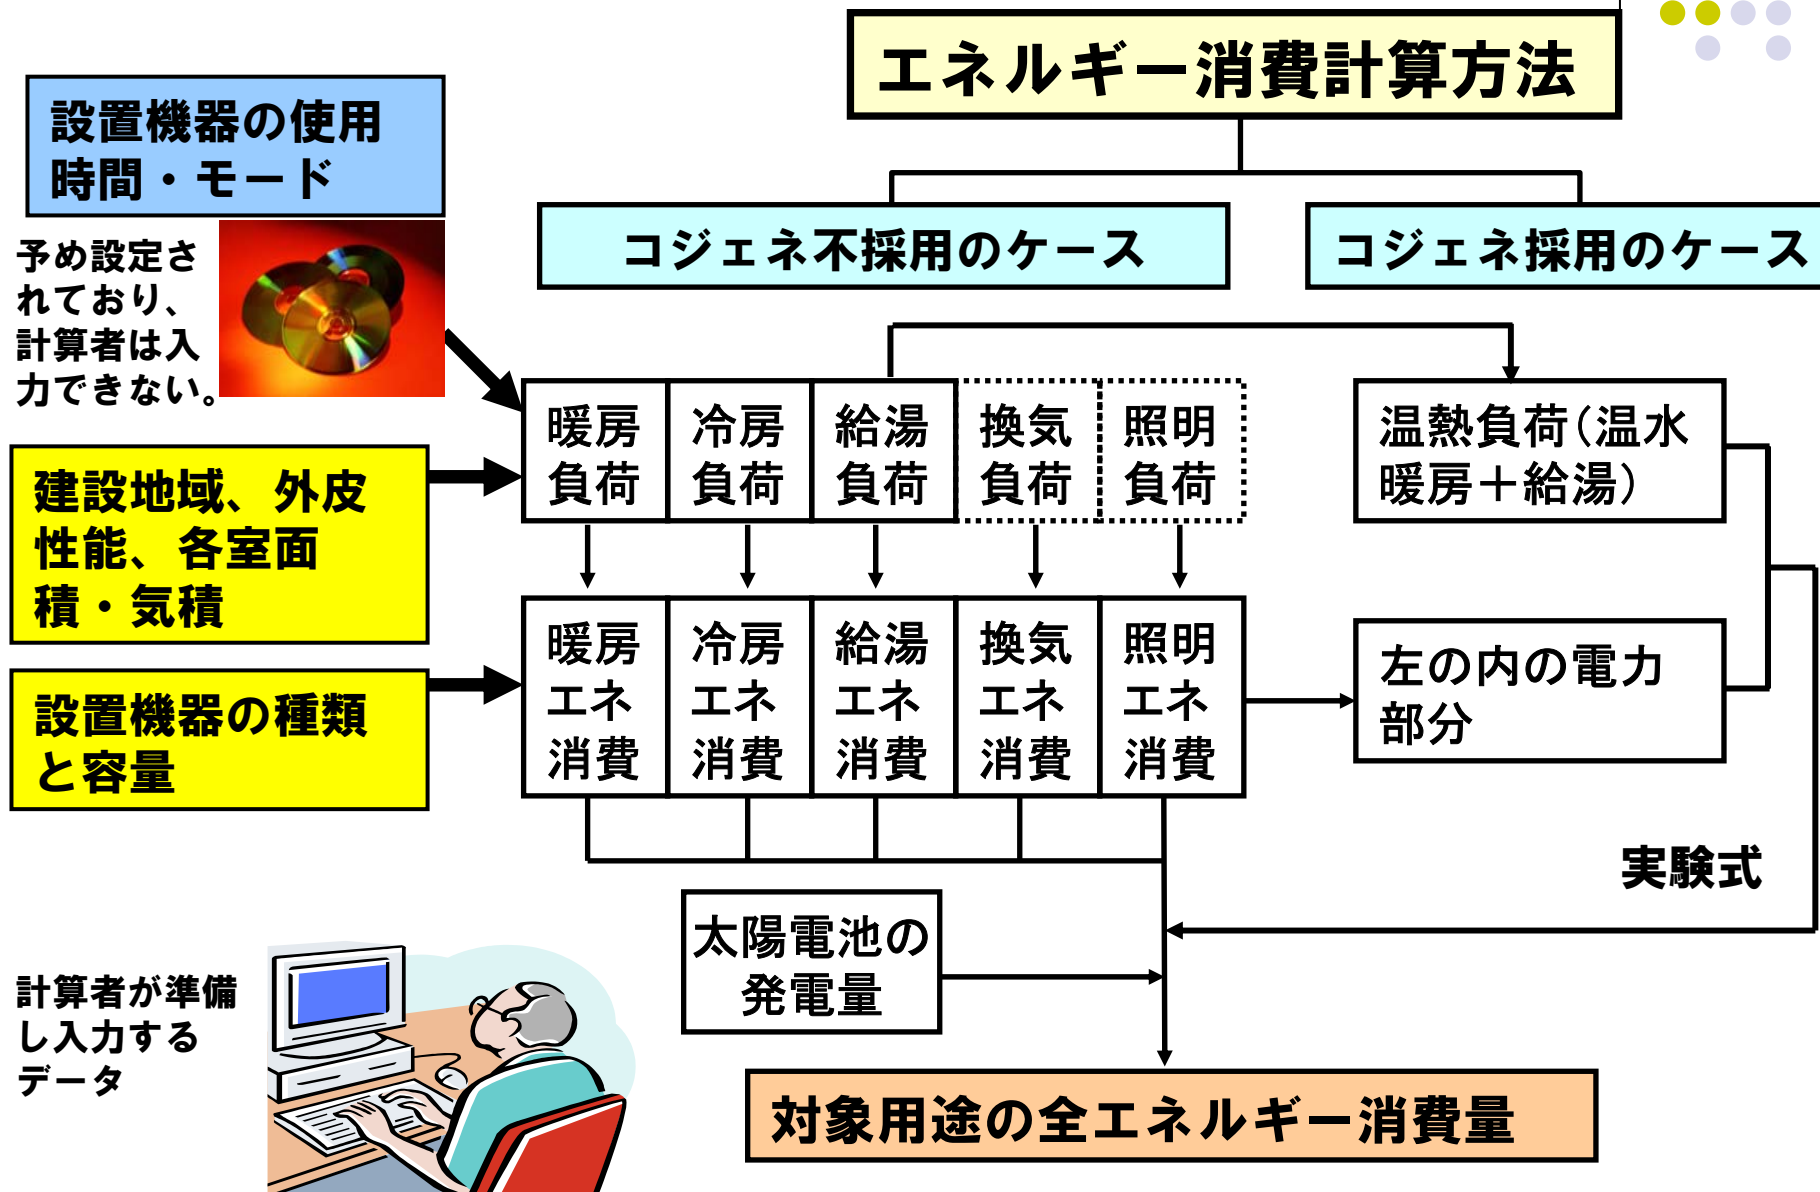 エネルギー消費計算方法
設置機器の使用
時間・モード
予め設定さ
れており、
計算者は入
力できない。
コジェネ不採用のケース
コジェネ採用のケース
建設地域、外皮
性能、各室面
積・気積
設置機器の種類
と容量
暖房
負荷
冷房
負荷
給湯
負荷
換気
負荷
照明
負荷
温熱負荷（温水
暖房＋給湯）
暖房
エネ
消費
冷房
エネ
消費
給湯
エネ
消費
換気
エネ
消費
照明
エネ
消費
左の内の電力
部分
実験式
太陽電池の
発電量
計算者が準備
し入力する
データ
対象用途の全エネルギー消費量